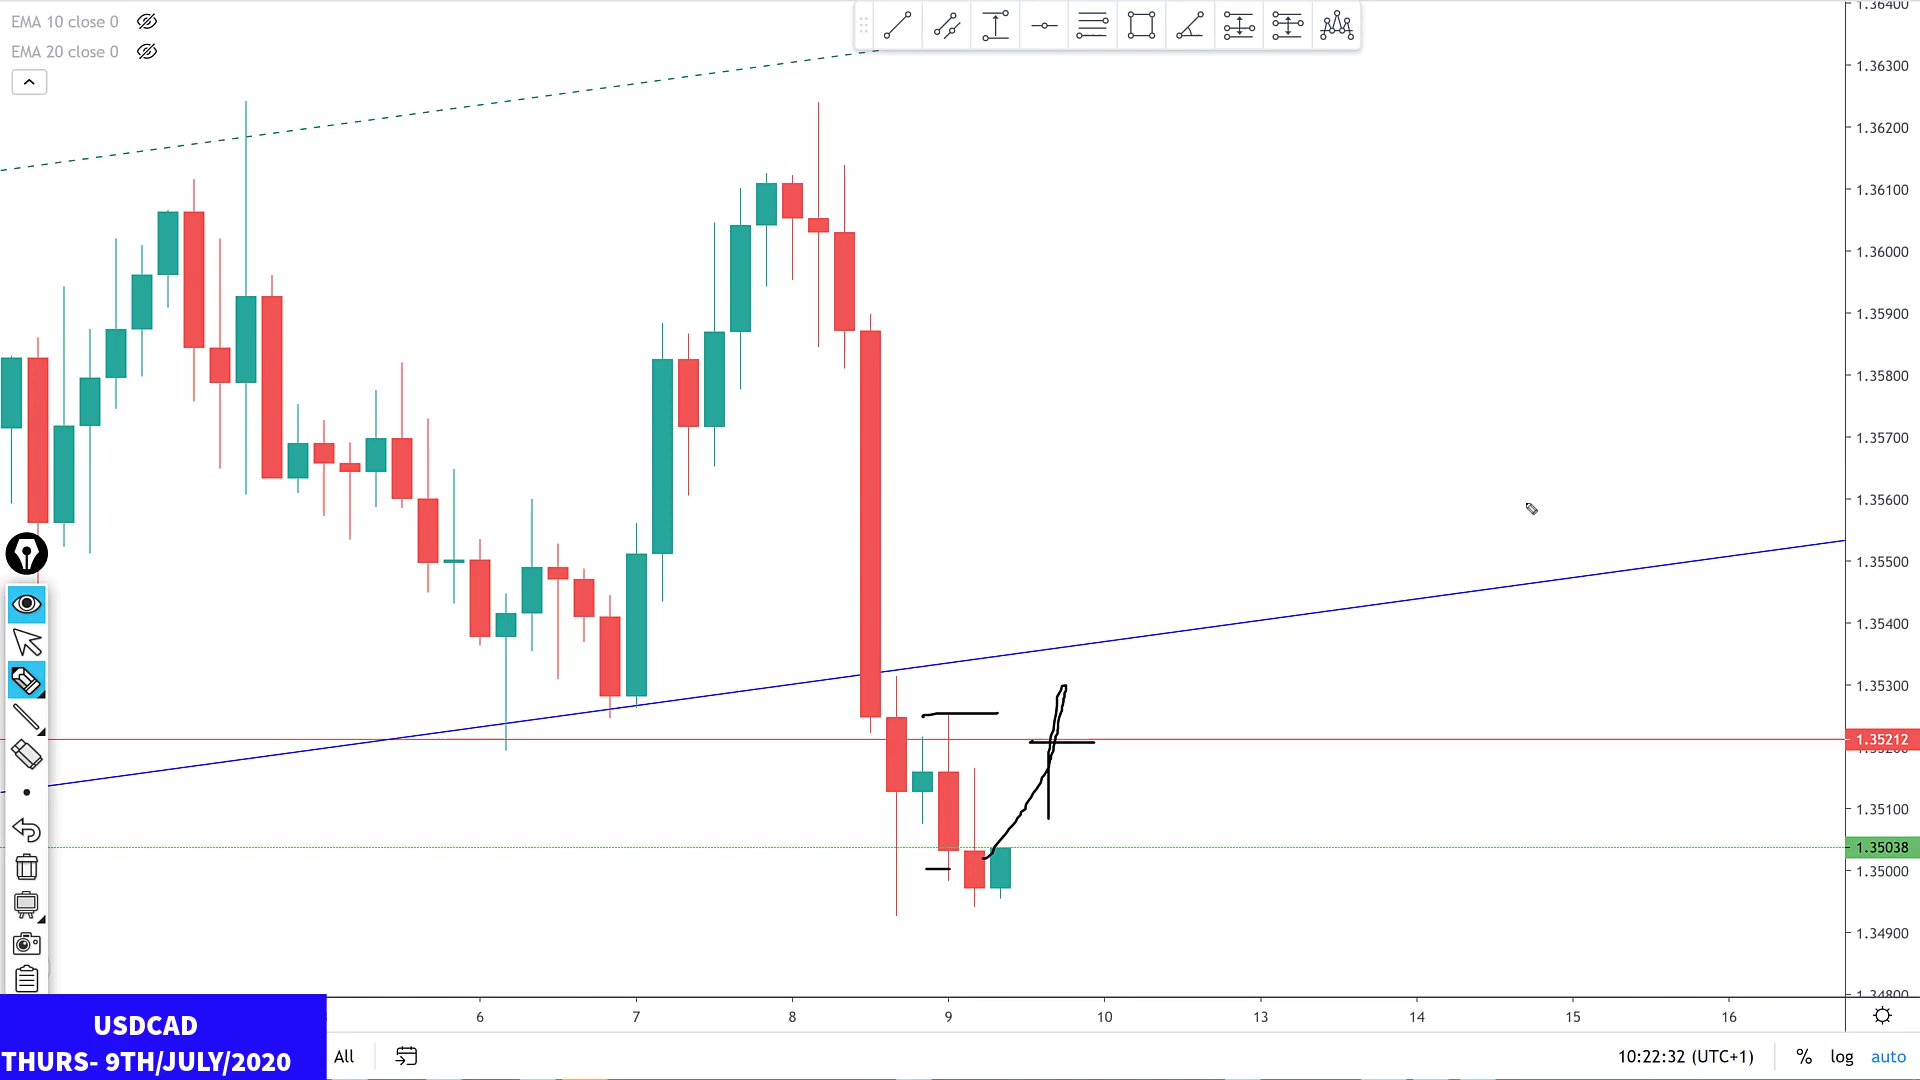 EMA 10 close 0
EMA 20 close 0
1.36400
1.36300
1.36200
1.36100
1.36000
1.35900
1.35800
1.35700
1.35600
1.35500
1.35400
1.35300
1.35212
1.35200
1.35100
1.35038
1.35000
1.34900
1.34800
6 7 8 9 10 13 14 15 16
USDCAD
THURS- 9TH/JULY/2020
All
10:22:32 (UTC+1) % log auto